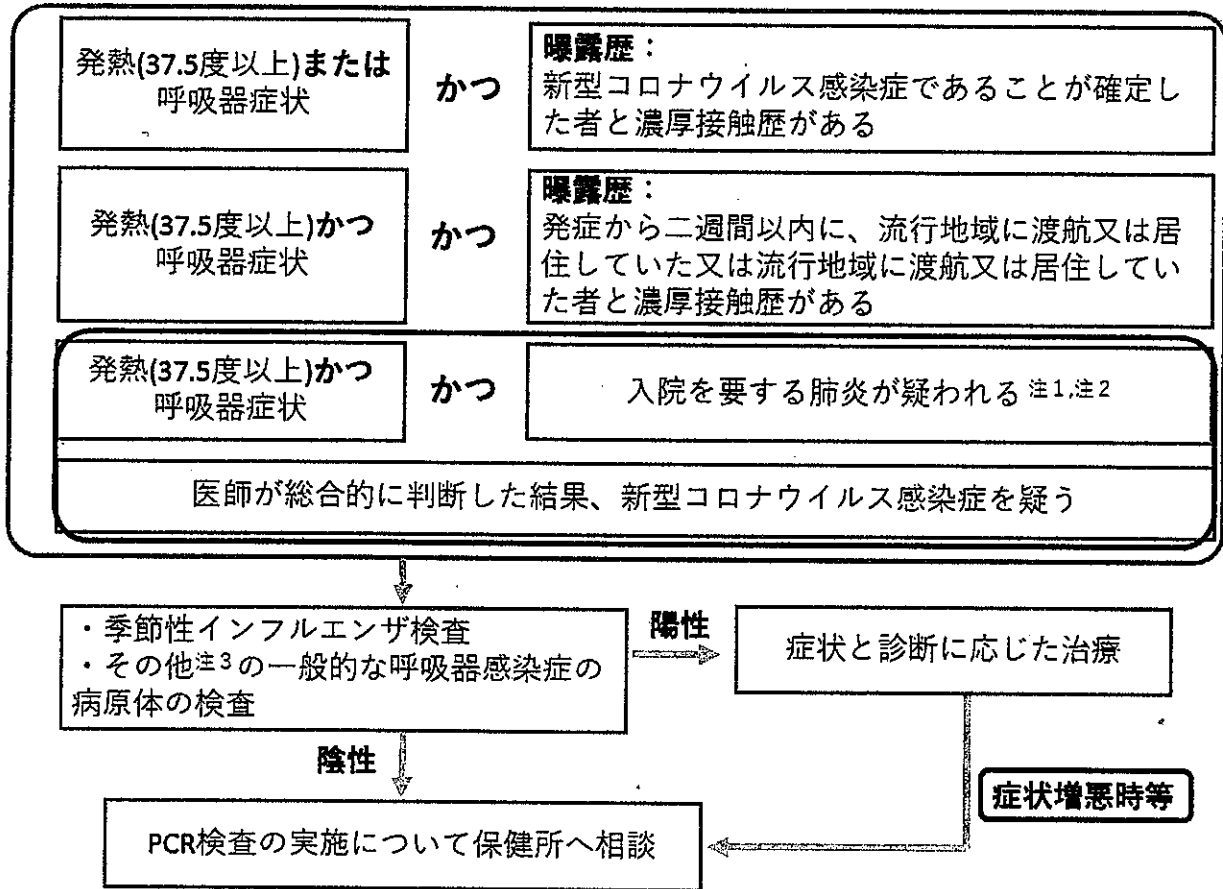 発熱(37.5度以上)または
呼吸器症状
かつ
曝露歴：
新型コロナウイルス感染症であることが確定し
た者と濃厚接触歴がある
発熱(37.5度以上)かつ
呼吸器症状
かつ
曝露歴：
発症から二週間以内に、流行地域に渡航又は居
住していた又は流行地域に渡航又は居住してい
た者と濃厚接触歴がある
発熱(37.5度以上)かつ
呼吸器症状
かつ
入院を要する肺炎が疑われる 注1,注2
医師が総合的に判断した結果、新型コロナウイルス感染症を疑う
・季節性インフルエンザ検査
・その他注3の一般的な呼吸器感染症の
病原体の検査
陽性
症状と診断に応じた治療
陰性
症状増悪時等
PCR検査の実施について保健所へ相談